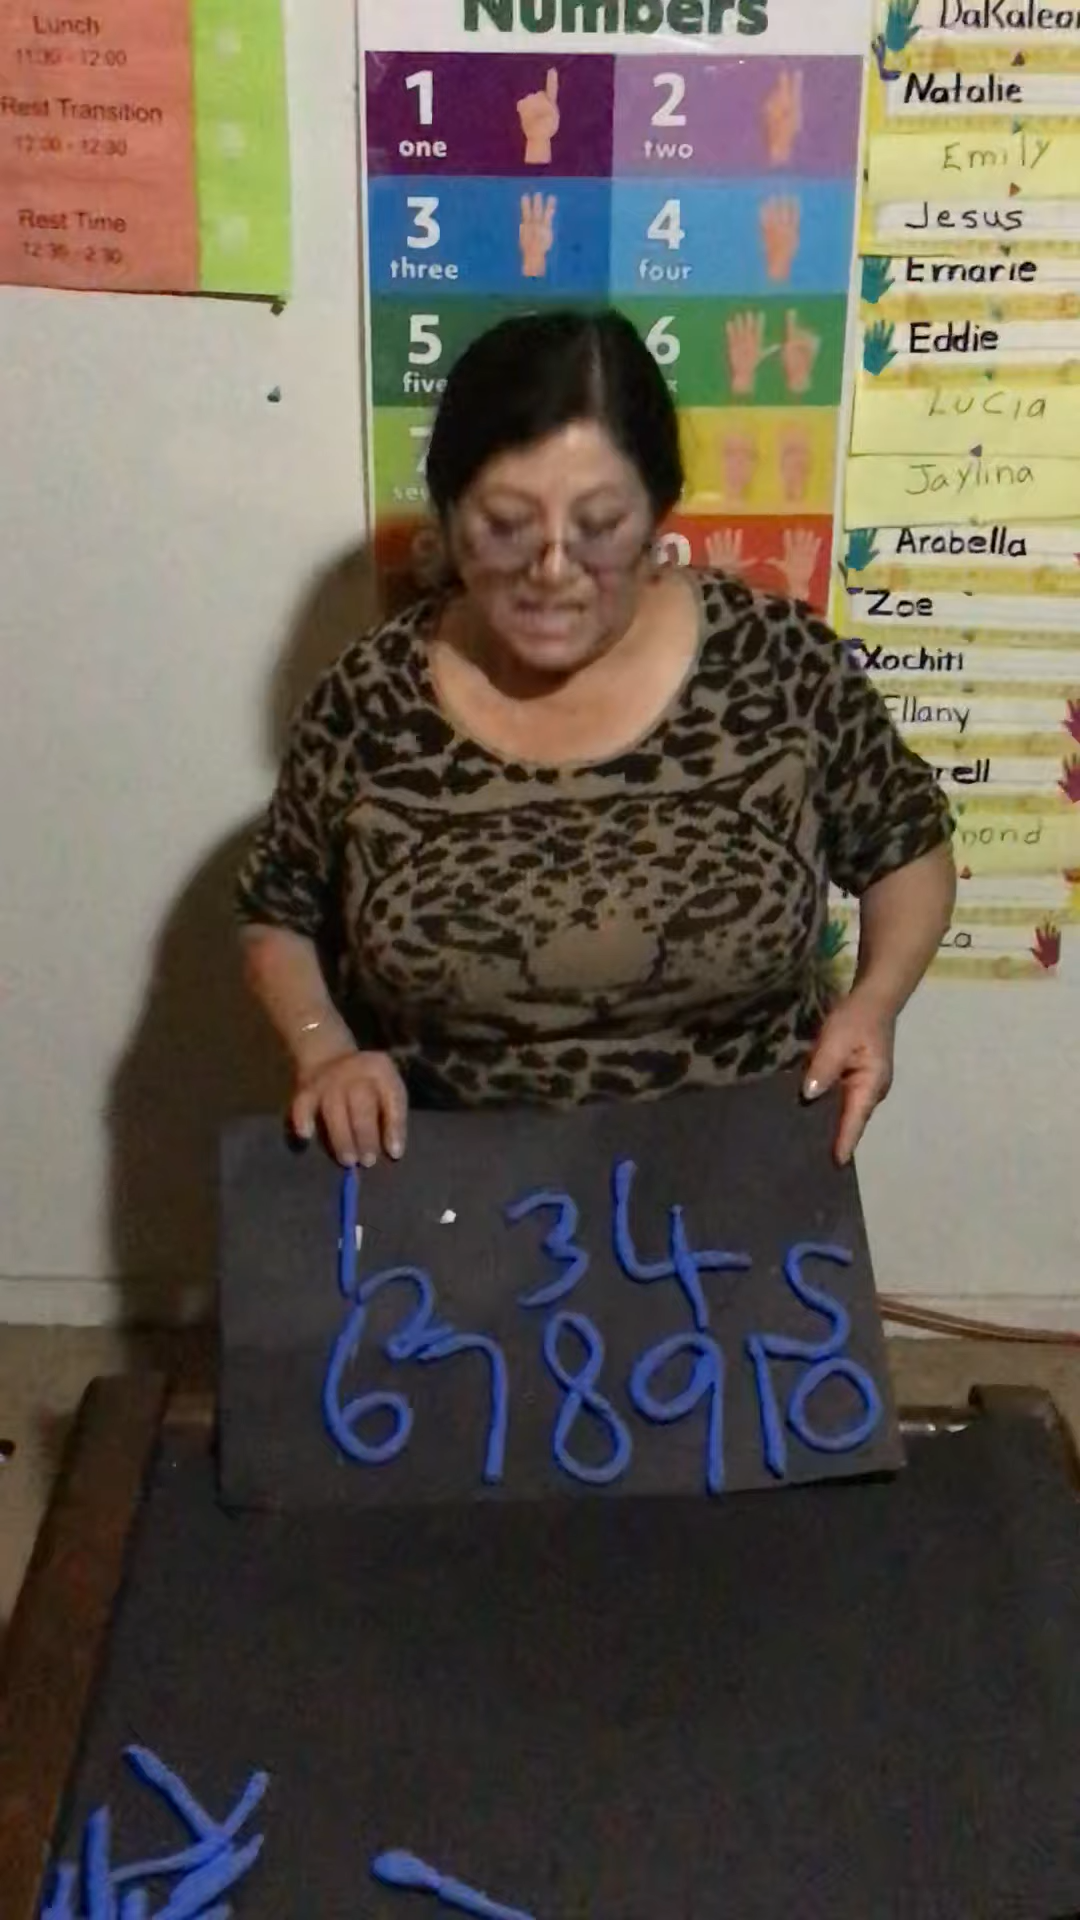 Lunch
11:30 - 12:00
Rest Transition
12:00 - 12:30
Rest Time
12:30 - 2:30
Numbers
1
one
2
two
3
three
4
four
5
five
6
Natalie
Emily
Jesus
Emarie
Eddie
Lucia
Jaylina
Arabella
Zoe
Xochitl
Ellany
1 2 3 4 5
6 7 8 9 10